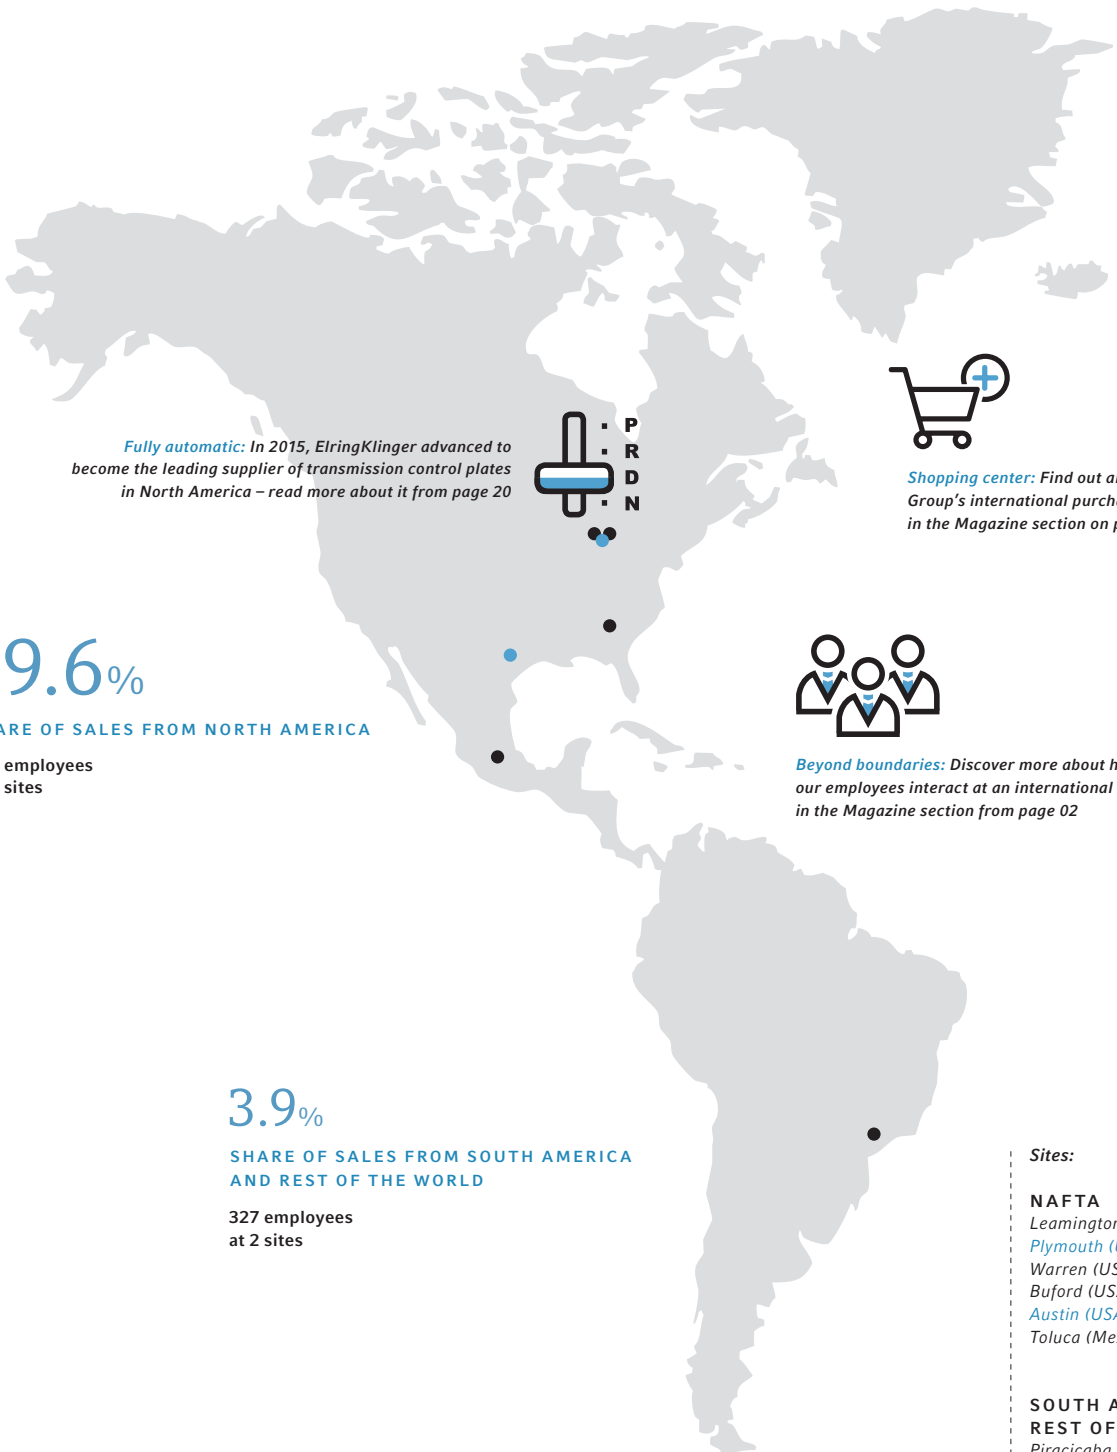 Fully automatic: In 2015, ElringKlinger advanced to
become the leading supplier of transmission control plates
in North America – read more about it from page 20
P
R
D
N
Shopping center: Find out
Group’s international
in the Magazine section on
9.6%
OF SALES FROM NORTH AMERICA
employees
sites
Beyond boundaries: Discover more about
our employees interact at an international
in the Magazine section from page 02
3.9%
SHARE OF SALES FROM SOUTH AMERICA
AND REST OF THE WORLD
327 employees
at 2 sites
Sites:
NAFTA
Leamington
Plymouth
Warren
Buford
Austin (USA
Toluca
SOUTH
REST OF
Piracicaba